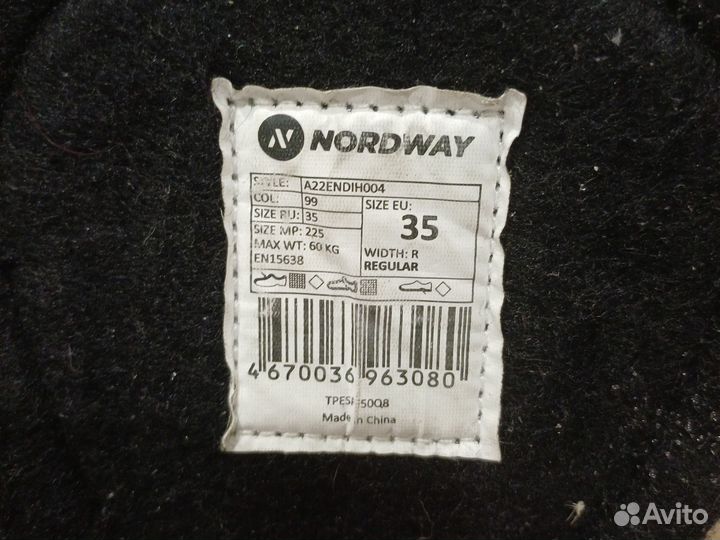 NORDWAY
STYLE: A22ENDIH004
COL: 99
SIZE RU: 35
SIZE MP: 225
MAX WT: 60 KG
EN15638
SIZE EU:
35
WIDTH: R
REGULAR
4 670036 963080
Made in China
Avito